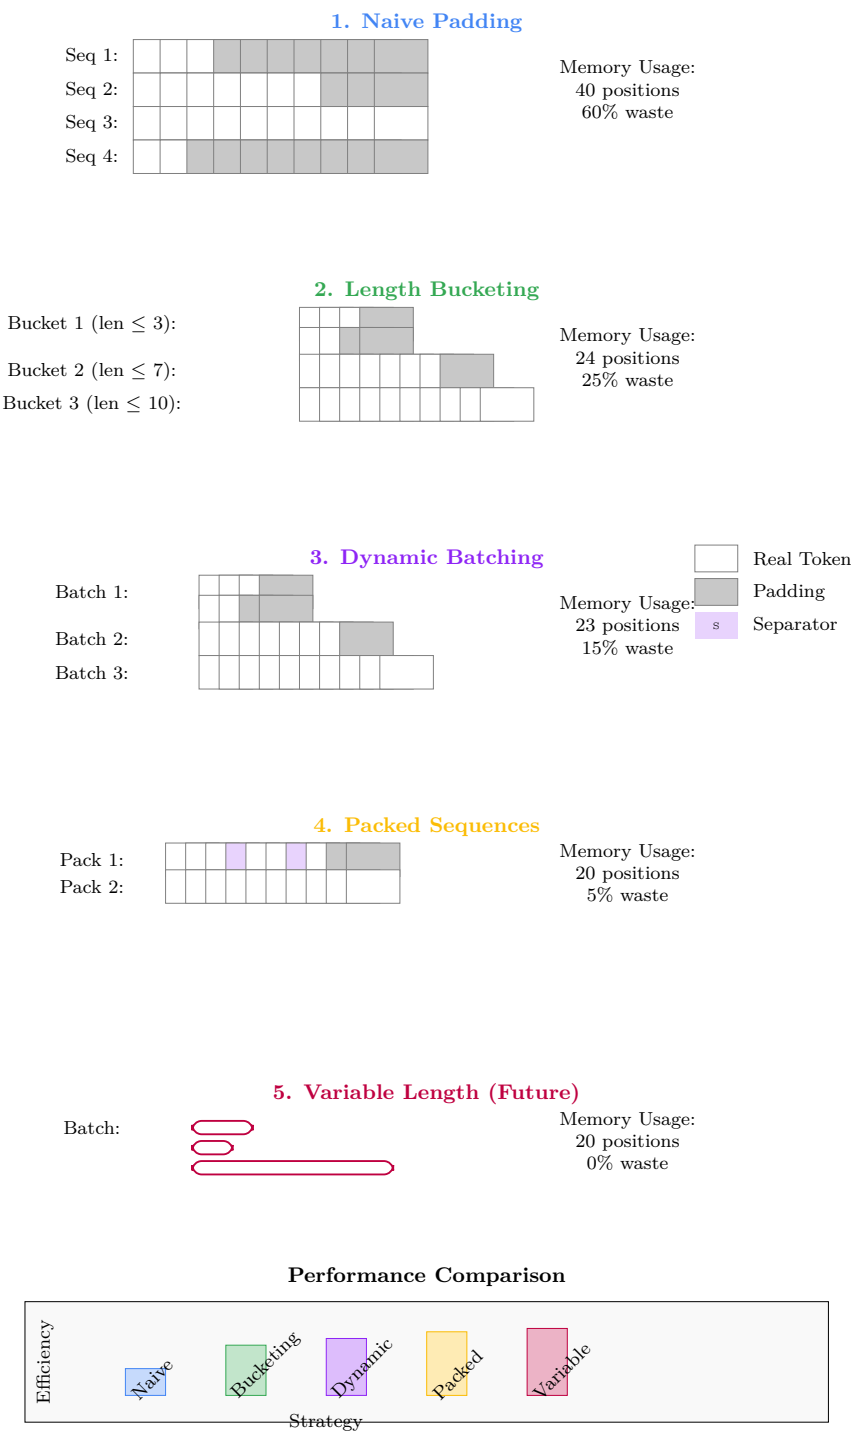 1. Naive Padding
Seq 1:
Seq 2:
Seq 3:
Seq 4:
Memory Usage:
40 positions
60% waste
2. Length Bucketing
Bucket 1 (len ≤ 3):
Bucket 2 (len ≤ 7):
Bucket 3 (len ≤ 10):
Memory Usage:
24 positions
25% waste
3. Dynamic Batching
Batch 1:
Batch 2:
Batch 3:
Memory Usage:
23 positions
15% waste
Real Token
Padding
s Separator
4. Packed Sequences
Pack 1:
Pack 2:
Memory Usage:
20 positions
5% waste
5. Variable Length (Future)
Batch:
Memory Usage:
20 positions
0% waste
Performance Comparison
Efficiency
Naive
Bucketing
Dynamic
Packed
Variable
Strategy